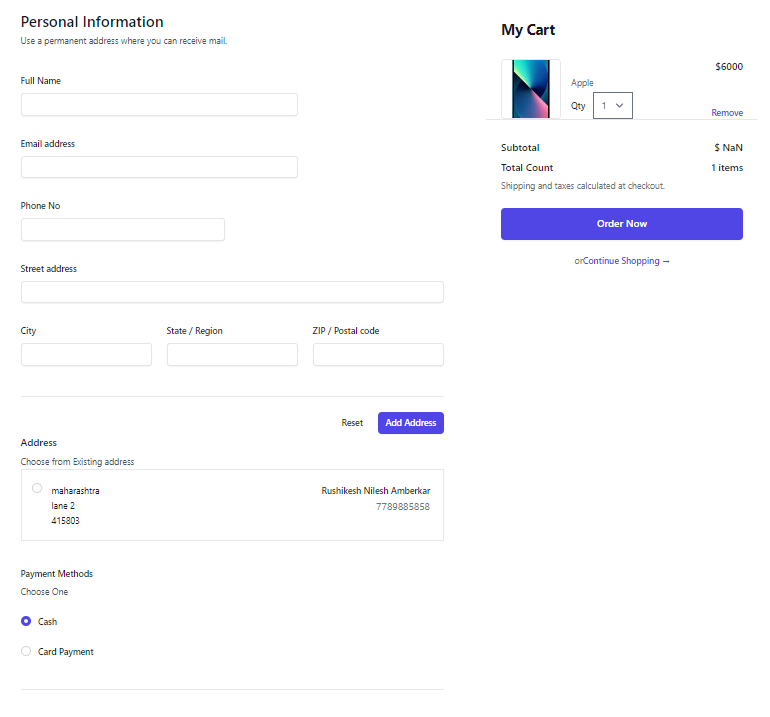 Personal Information
Use a permanent address where you can receive mail.
Full Name
Email address
Phone No
Street address
City State / Region ZIP / Postal code
Reset Add Address
Address
Choose from Existing address
maharashtra Rushikesh Nilesh Amberkar
lane 2 7789885858
415803
Payment Methods
Choose One
Cash
Card Payment
My Cart
$6000
Apple
Qty 1
Remove
Subtotal $ NaN
Total Count 1 items
Shipping and taxes calculated at checkout.
Order Now
orContinue Shopping →